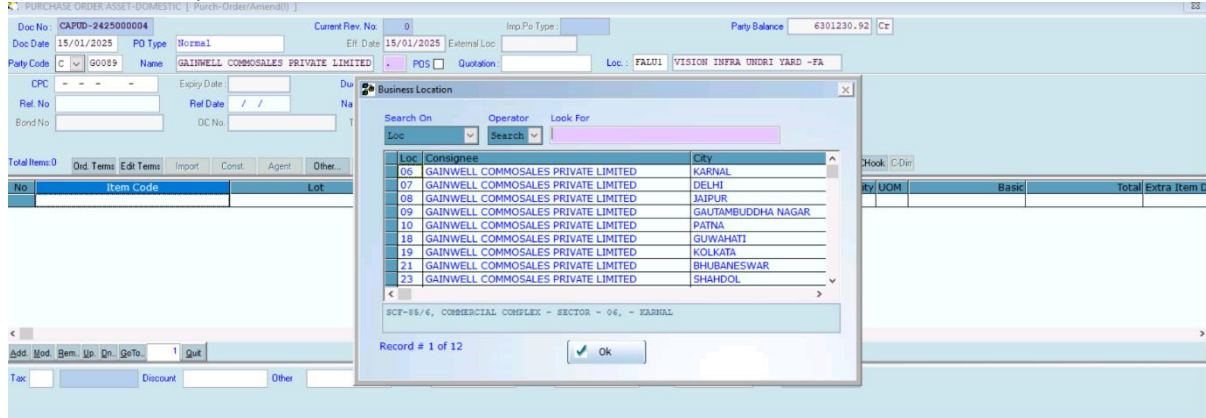 PURCHASE ORDER ASSET-DOMESTIC [ Purch-Order/Amend(I) ]
Doc No: CAPUD-2425000004 Current Rev. No: 0 Imp.Po Type: Party Balance 6301230.92 Cr
Doc Date 15/01/2025 PO Type Normal Eff. Date 15/01/2025 External Loc
Party Code C G0089 Name GAINWELL COMMOSALES PRIVATE LIMITED . POS Quotation: Loc.: FALU1 VISION INFRA UNDRI YARD -FA
CPC - - - - Expiry Date:
Ref. No Ref Date / / Na
Bond No DC No.
Business Location
Search On Operator Look For
Loc Search
Loc Consignee City
06 GAINWELL COMMOSALES PRIVATE LIMITED KARNAL
07 GAINWELL COMMOSALES PRIVATE LIMITED DELHI
08 GAINWELL COMMOSALES PRIVATE LIMITED JAIPUR
09 GAINWELL COMMOSALES PRIVATE LIMITED GAUTAMBUDDHA NAGAR
10 GAINWELL COMMOSALES PRIVATE LIMITED PATNA
18 GAINWELL COMMOSALES PRIVATE LIMITED GUWAHATI
19 GAINWELL COMMOSALES PRIVATE LIMITED KOLKATA
21 GAINWELL COMMOSALES PRIVATE LIMITED BHUBANESWAR
23 GAINWELL COMMOSALES PRIVATE LIMITED SHAHDOL
SCF-85/6, COMMERCIAL COMPLEX - SECTOR - 06, - KARNAL
Record # 1 of 12 Ok
Total Items:0 Ord. Terms Edit Terms Import Const. Agent Other...
No Item Code Lot ity UOM Basic Total Extra Item D
Add. Mod. Rem.. Up. Dn.. GoTo.. 1 Quit
Tax Discount Other